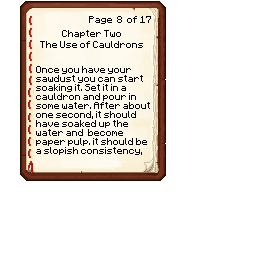 Page 8 of 17
Chapter Two
The Use of Cauldrons
Once you have your
sawdust you can start
soaking it. Set it in a
cauldron and pour in
some water. After about
one second, it should
have soaked up the
water and become
paper pulp. it should be
a slopish consistency,